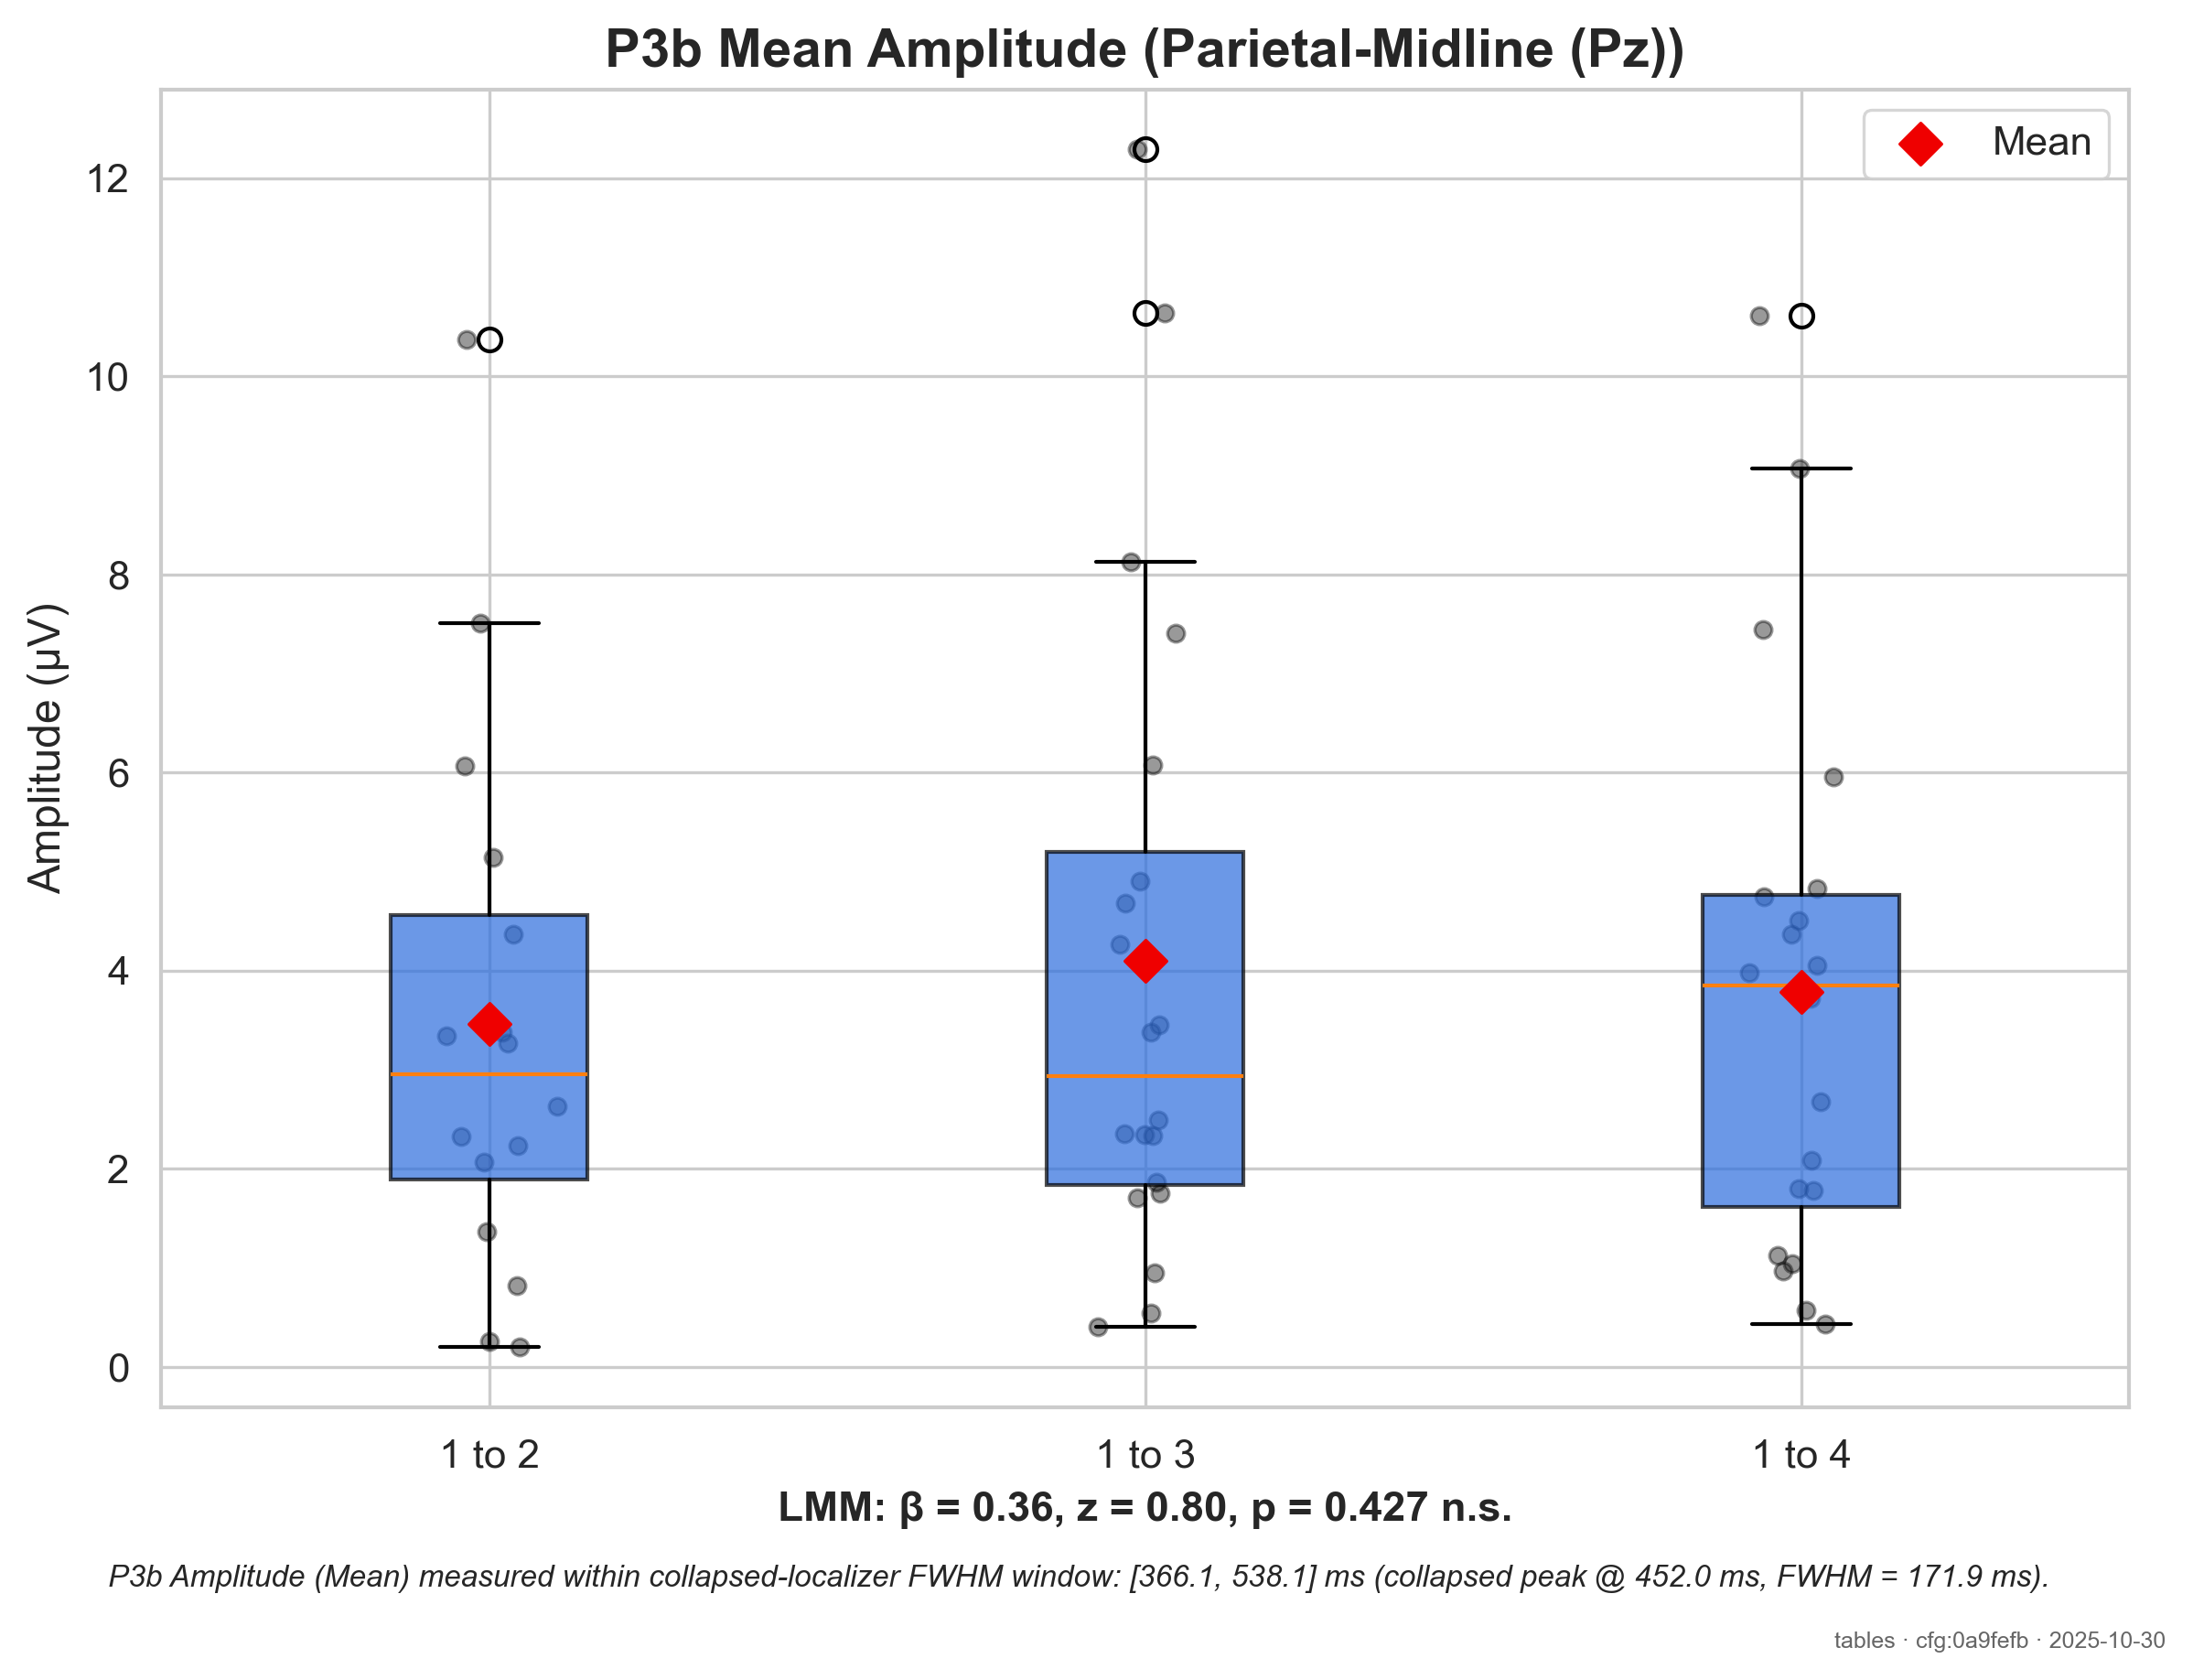 P3b Mean Amplitude (Parietal-Midline (Pz))
Mean
12
10
8
6
4
2
0
Amplitude (µV)
1 to 2
1 to 3
1 to 4
LMM: β = 0.36, z = 0.80, p = 0.427 n.s.
P3b Amplitude (Mean) measured within collapsed-localizer FWHM window: [366.1, 538.1] ms (collapsed peak @ 452.0 ms, FWHM = 171.9 ms).
tables · cfg:0a9fefb · 2025-10-30